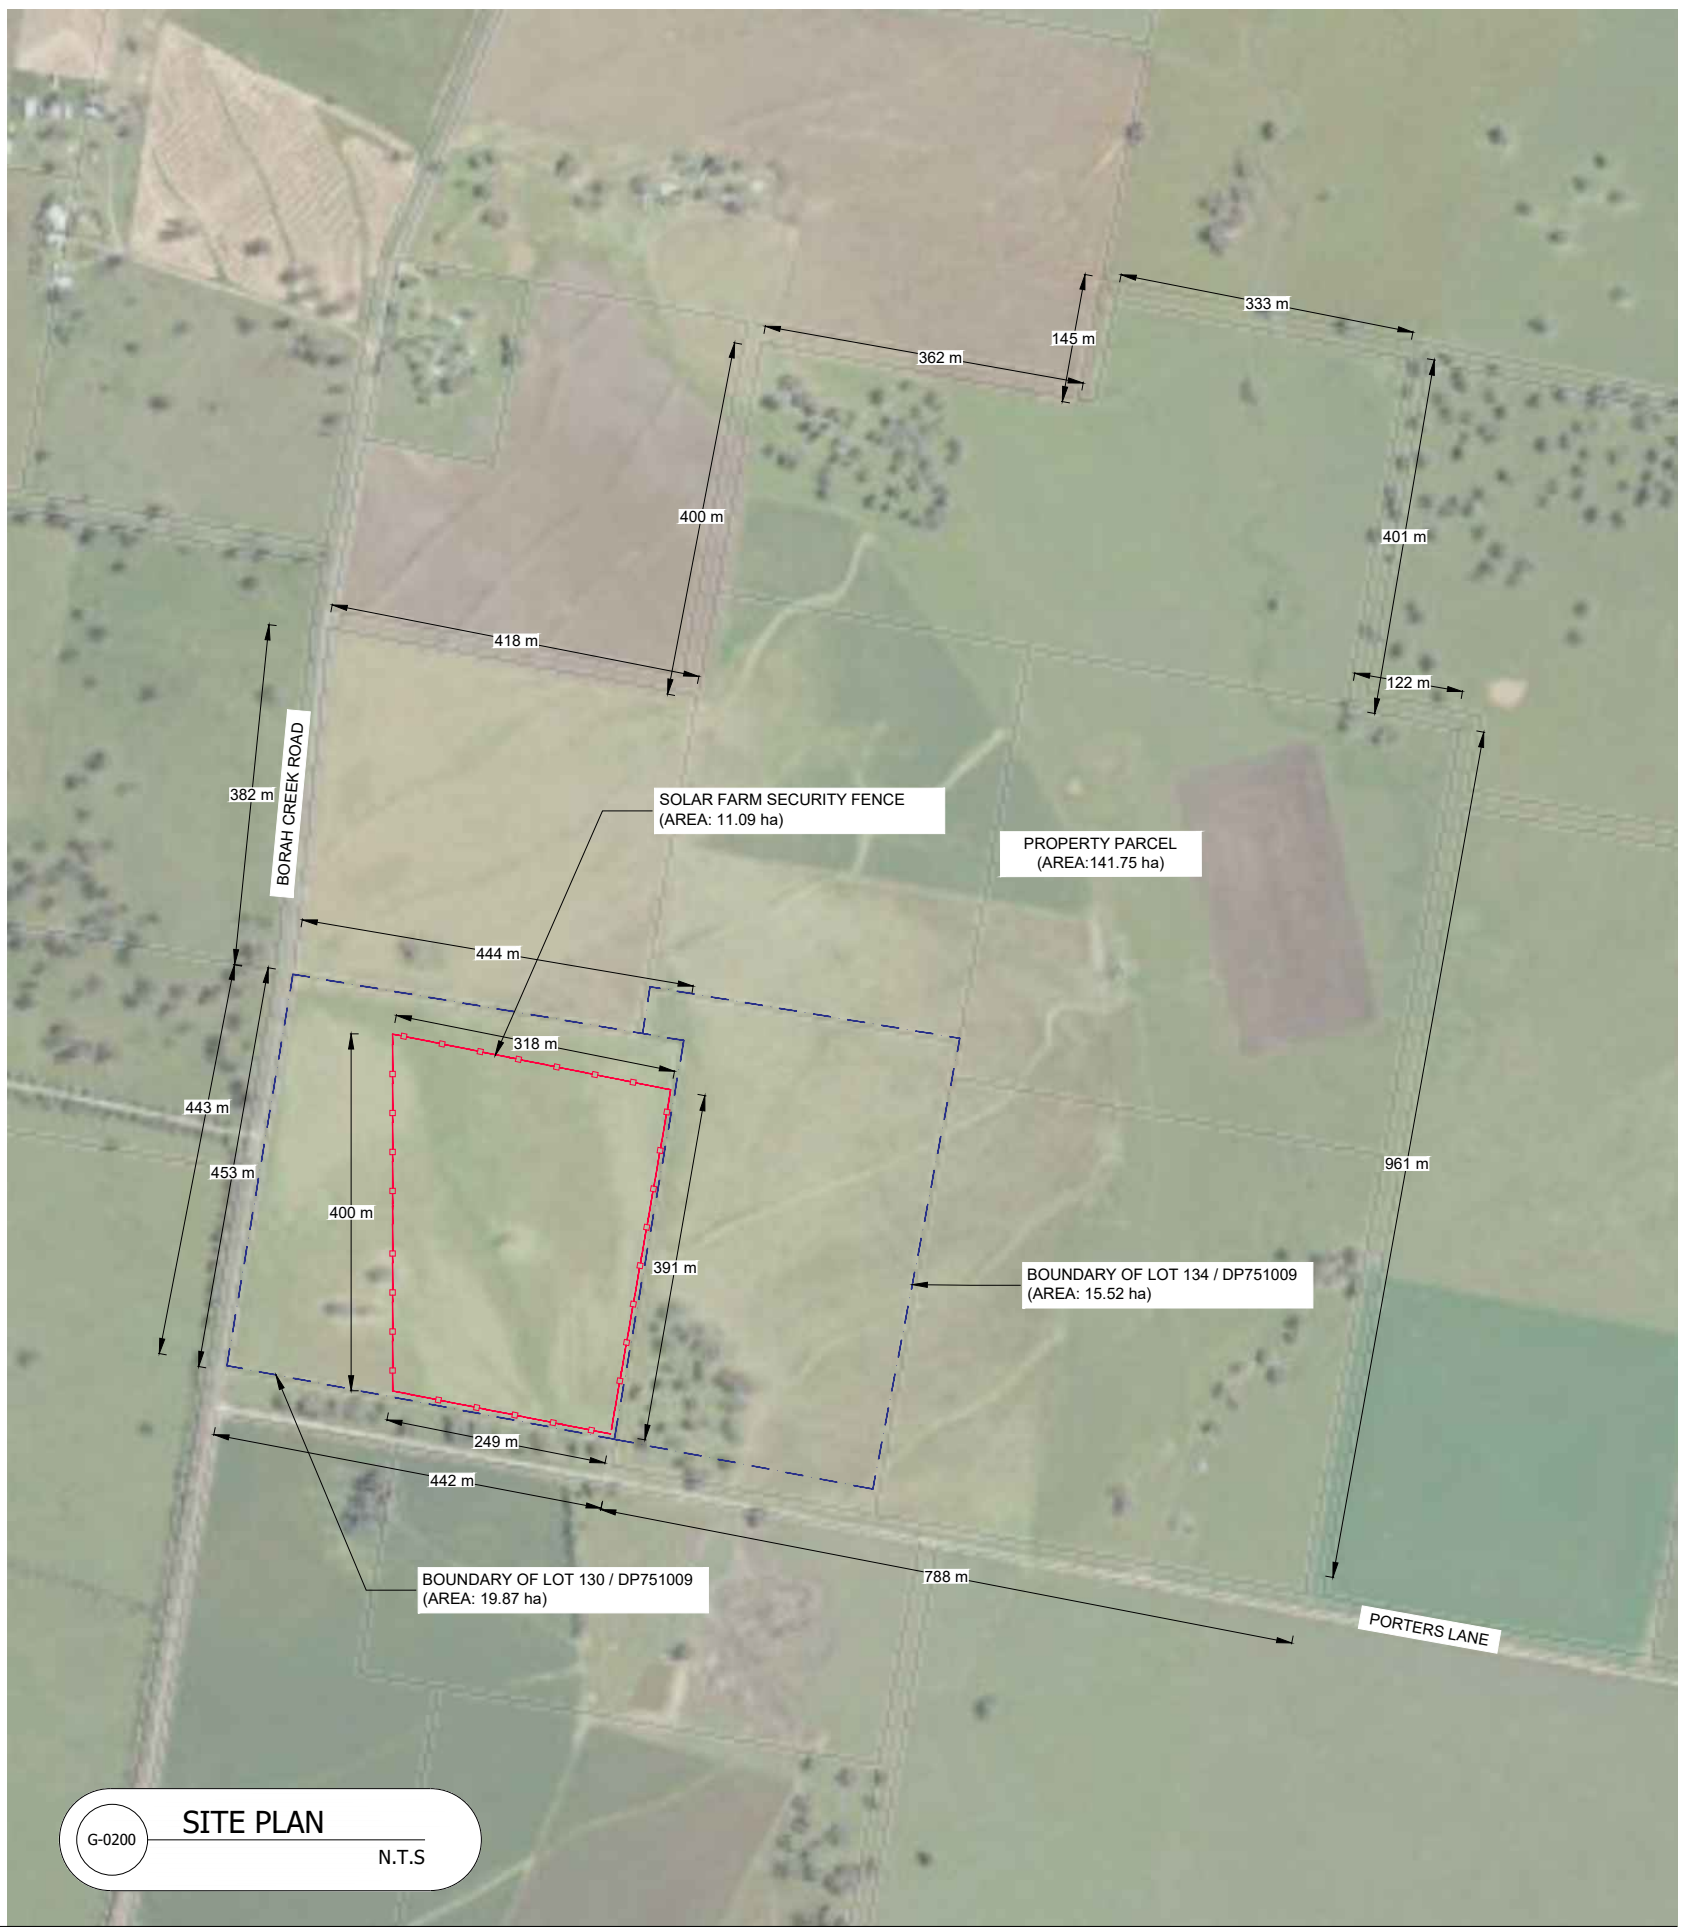 333 m
145 m
362 m
400 m
401 m
418 m
122 m
BORAH CREEK ROAD
382 m
SOLAR FARM SECURITY FENCE
(AREA: 11.09 ha)
PROPERTY PARCEL
(AREA:141.75 ha)
444 m
318 m
443 m
453 m
961 m
400 m
391 m
BOUNDARY OF LOT 134 / DP751009
(AREA: 15.52 ha)
249 m
442 m
788 m
BOUNDARY OF LOT 130 / DP751009
(AREA: 19.87 ha)
PORTERS LANE
G-0200
SITE PLAN
N.T.S